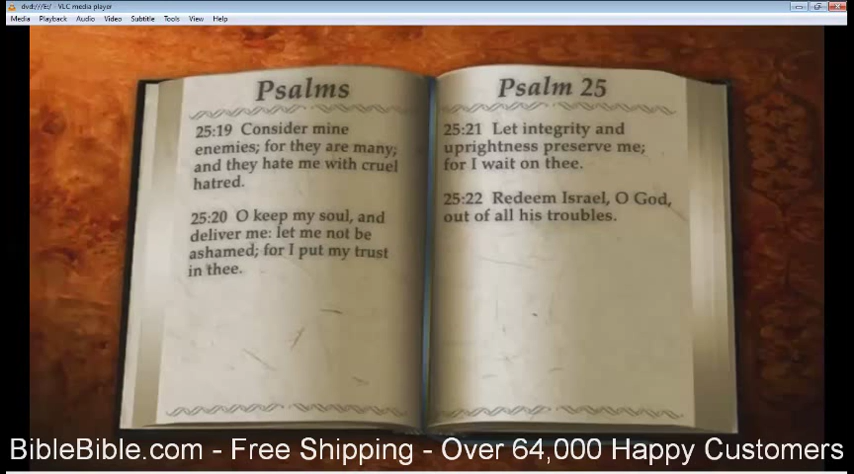 dvd:///E:/ - VLC media player
Media Playback Audio Video Subtitle Tools View Help
Psalms
25:19 Consider mine
enemies; for they are many;
and they hate me with cruel
hatred.
25:20 O keep my soul, and
deliver me: let me not be
ashamed; for I put my trust
in thee.
Psalm 25
25:21 Let integrity and
uprightness preserve me;
for I wait on thee.
25:22 Redeem Israel, O God,
out of all his troubles.
BibleBible.com - Free Shipping - Over 64,000 Happy Customers